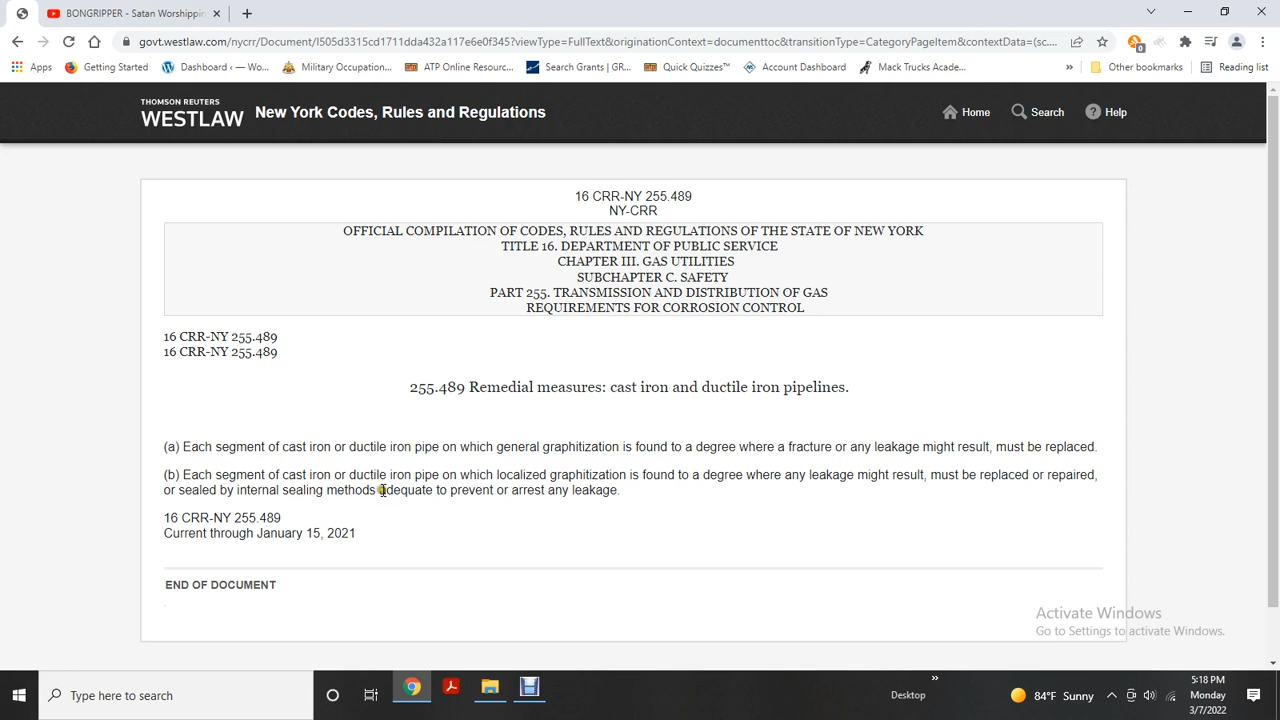 BONGRIPPER - Satan Worshippin
govt.westlaw.com/nycrr/Document/I505d3315cd1711dda432a117e6e0f345?viewType=FullText&originationContext=documenttoc&transitionType=CategoryPageItem&contextData=(sc...
0
Apps Getting Started Dashboard ‹ — Wo... Military Occupation... ATP Online Resourc... Search Grants | GR... Quick Quizzes™ Account Dashboard Mack Trucks Acade... » Other bookmarks Reading list
THOMSON REUTERS
WESTLAW New York Codes, Rules and Regulations Home Search Help
16 CRR-NY 255.489
NY-CRR
OFFICIAL COMPILATION OF CODES, RULES AND REGULATIONS OF THE STATE OF NEW YORK
TITLE 16. DEPARTMENT OF PUBLIC SERVICE
CHAPTER III. GAS UTILITIES
SUBCHAPTER C. SAFETY
PART 255. TRANSMISSION AND DISTRIBUTION OF GAS
REQUIREMENTS FOR CORROSION CONTROL
16 CRR-NY 255.489
16 CRR-NY 255.489
255.489 Remedial measures: cast iron and ductile iron pipelines.
(a) Each segment of cast iron or ductile iron pipe on which general graphitization is found to a degree where a fracture or any leakage might result, must be replaced.
(b) Each segment of cast iron or ductile iron pipe on which localized graphitization is found to a degree where any leakage might result, must be replaced or repaired,
or sealed by internal sealing methods adequate to prevent or arrest any leakage.
16 CRR-NY 255.489
Current through January 15, 2021
END OF DOCUMENT
Activate Windows
Go to Settings to activate Windows.
Type here to search Desktop » 84°F Sunny 5:18 PM
Monday
3/7/2022